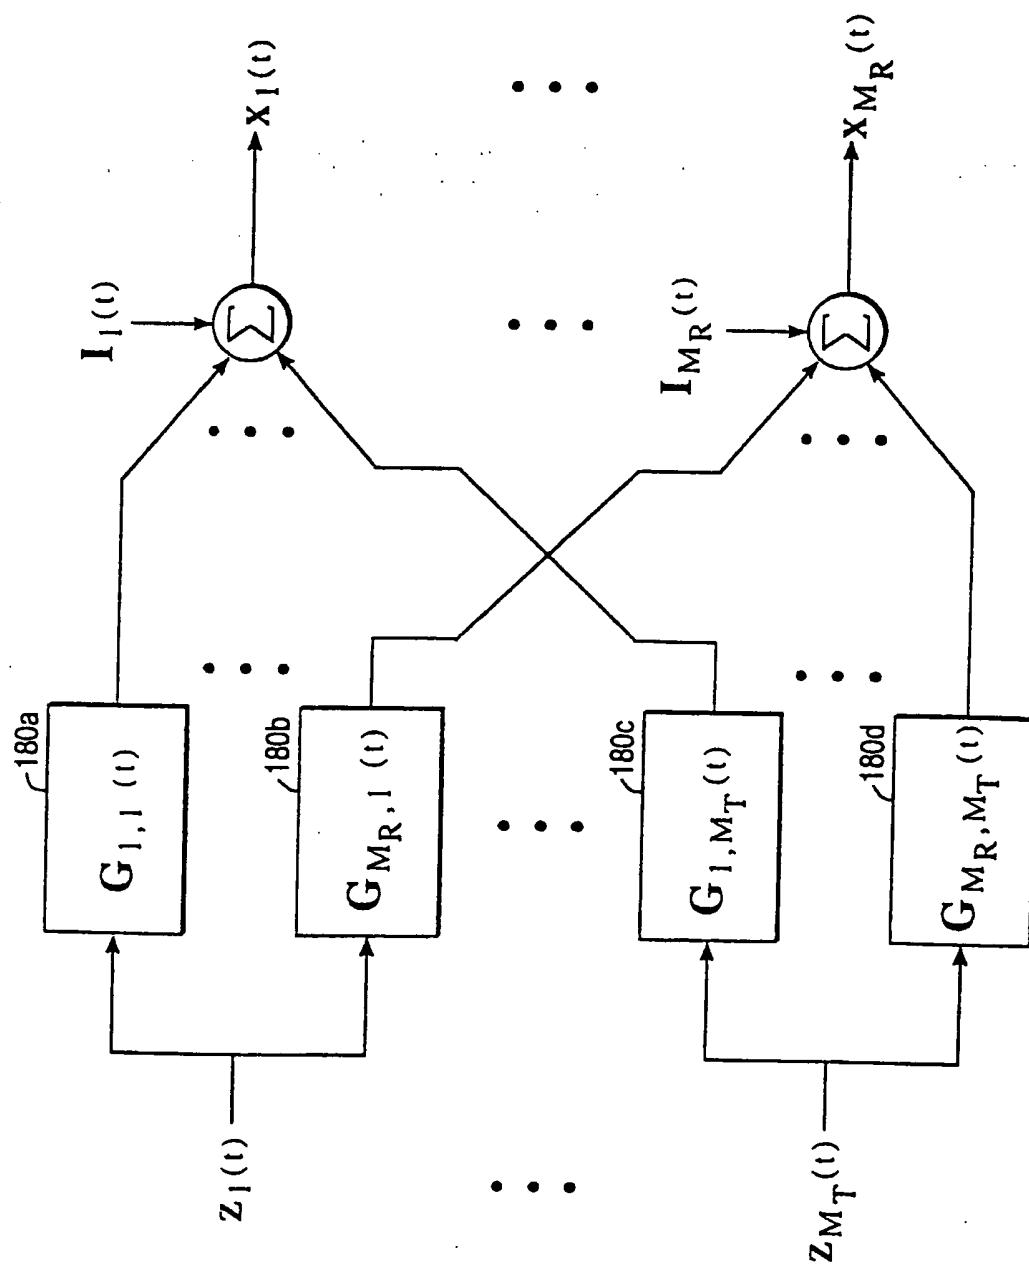 z1(t)
zMT(t)
180a
G1,1 (t)
180b
GMR,1 (t)
180c
G1,MT (t)
180d
GMR,MT (t)
I1(t)
Σ
x1(t)
IMR(t)
Σ
xMR(t)